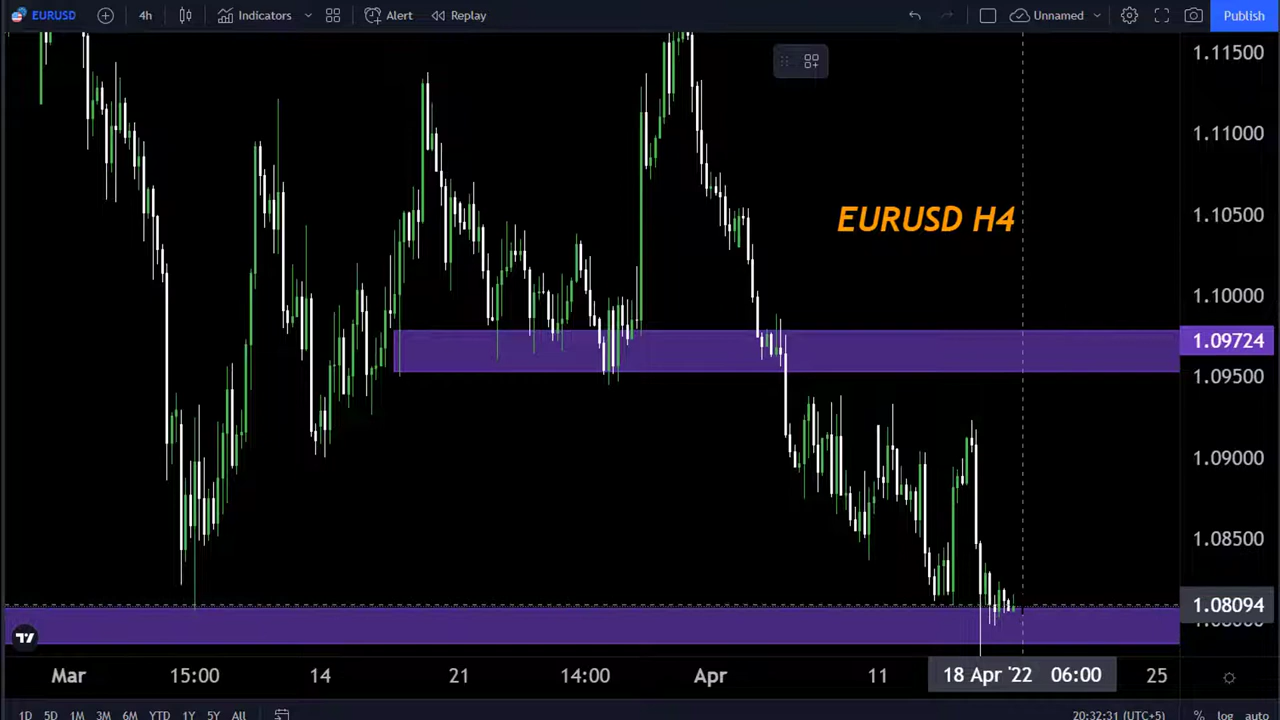 EURUSD 4h Indicators Alert Replay Unnamed Publish
1.11500
1.11000
EURUSD H4
1.10500
1.10000
1.09724
1.09500
1.09000
1.08500
1.08094
Mar 15:00 14 21 14:00 Apr 11 18 Apr '22 06:00 25
1D 5D 1M 3M 6M YTD 1Y 5Y All 20:32:31 (UTC+5) % log auto